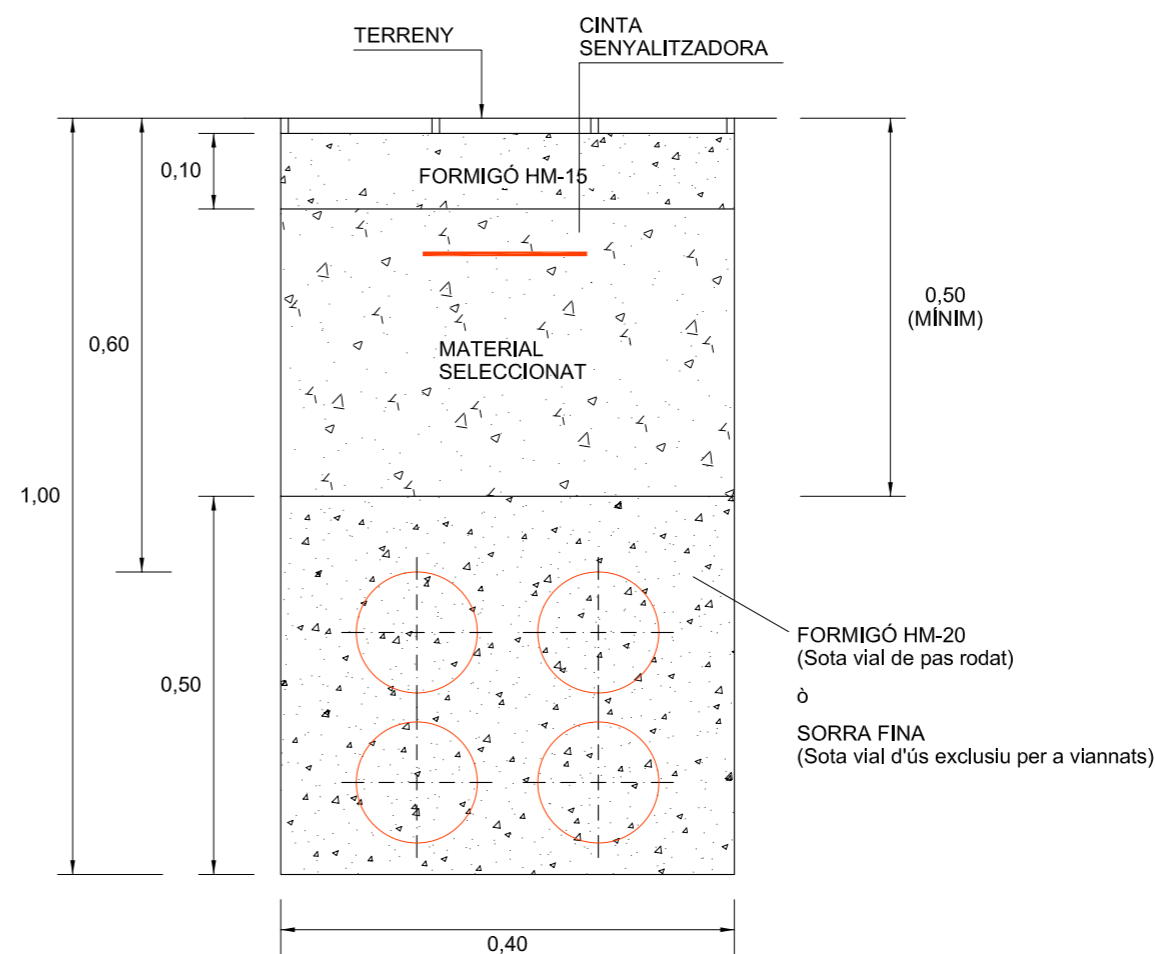 TERRENY
CINTA
SENYALITZADORA
0,10
FORMIGÓ HM-15
0,50
(MÍNIM)
0,60
MATERIAL
SELECCIONAT
1,00
FORMIGÓ HM-20
(Sota vial de pas rodat)
ò
SORRA FINA
(Sota vial d'ús exclusiu per a viannats)
0,50
0,40